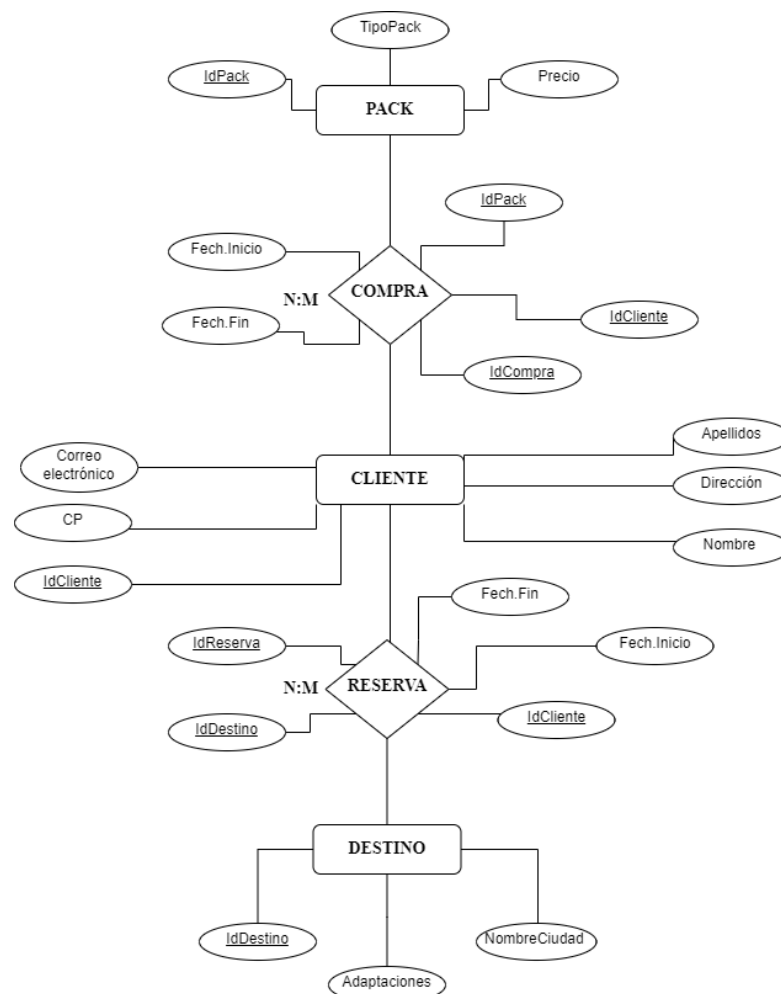 TipoPack
IdPack
Precio
PACK
IdPack
Fech.Inicio
N:M
COMPRA
Fech.Fin
IdCliente
IdCompra
Apellidos
Correo
electrónico
CLIENTE
Dirección
CP
Nombre
IdCliente
Fech.Fin
IdReserva
Fech.Inicio
N:M
RESERVA
IdDestino
IdCliente
DESTINO
IdDestino
NombreCiudad
Adaptaciones